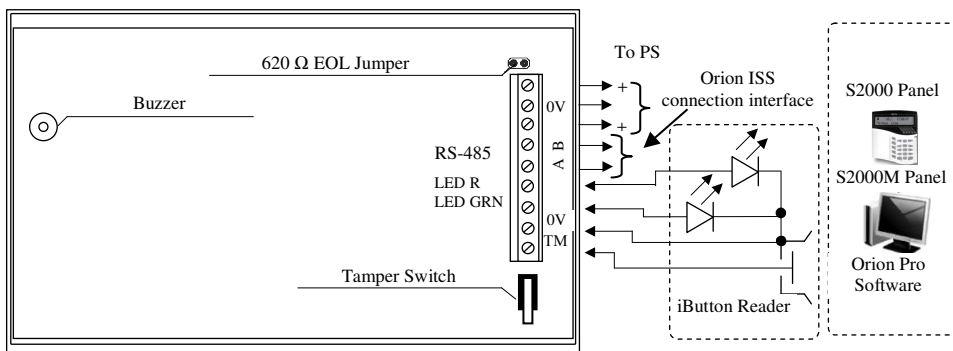 To PS
620 Ω EOL Jumper
Orion ISS
connection interface
Buzzer
+
0V
+
RS-485
B
A
LED R
LED GRN
0V
TM
Tamper Switch
iButton Reader
S2000 Panel
S2000M Panel
Orion Pro
Software